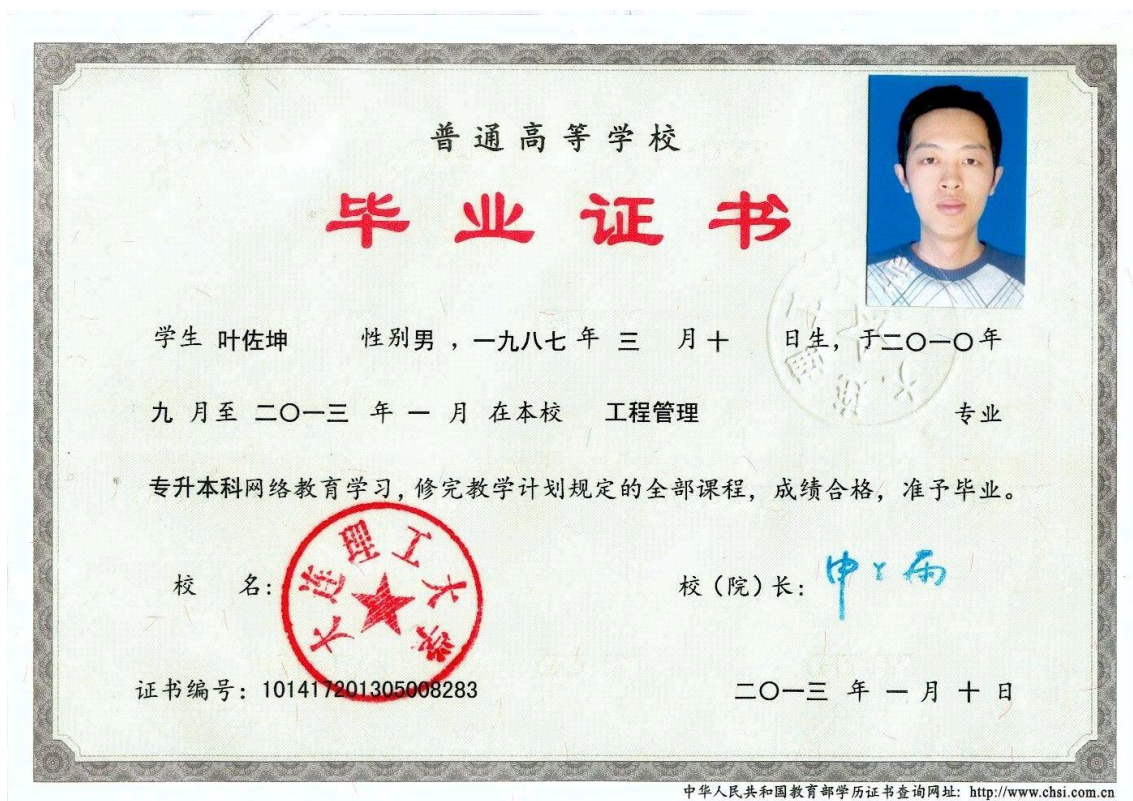 普通高等学校
毕业证书
学生 叶佐坤 性别男，一九八七年 三 月十 日生，于二〇一〇年
九 月至 二〇一三 年 一 月 在本校 工程管理 专业
专升本科网络教育学习，修完教学计划规定的全部课程，成绩合格，准予毕业。
大连理工大学
校 名： 校（院）长：
证书编号：101417201305008283 二〇一三 年 一 月 十 日
中华人民共和国教育部学历证书查询网址：http://www.chsi.com.cn